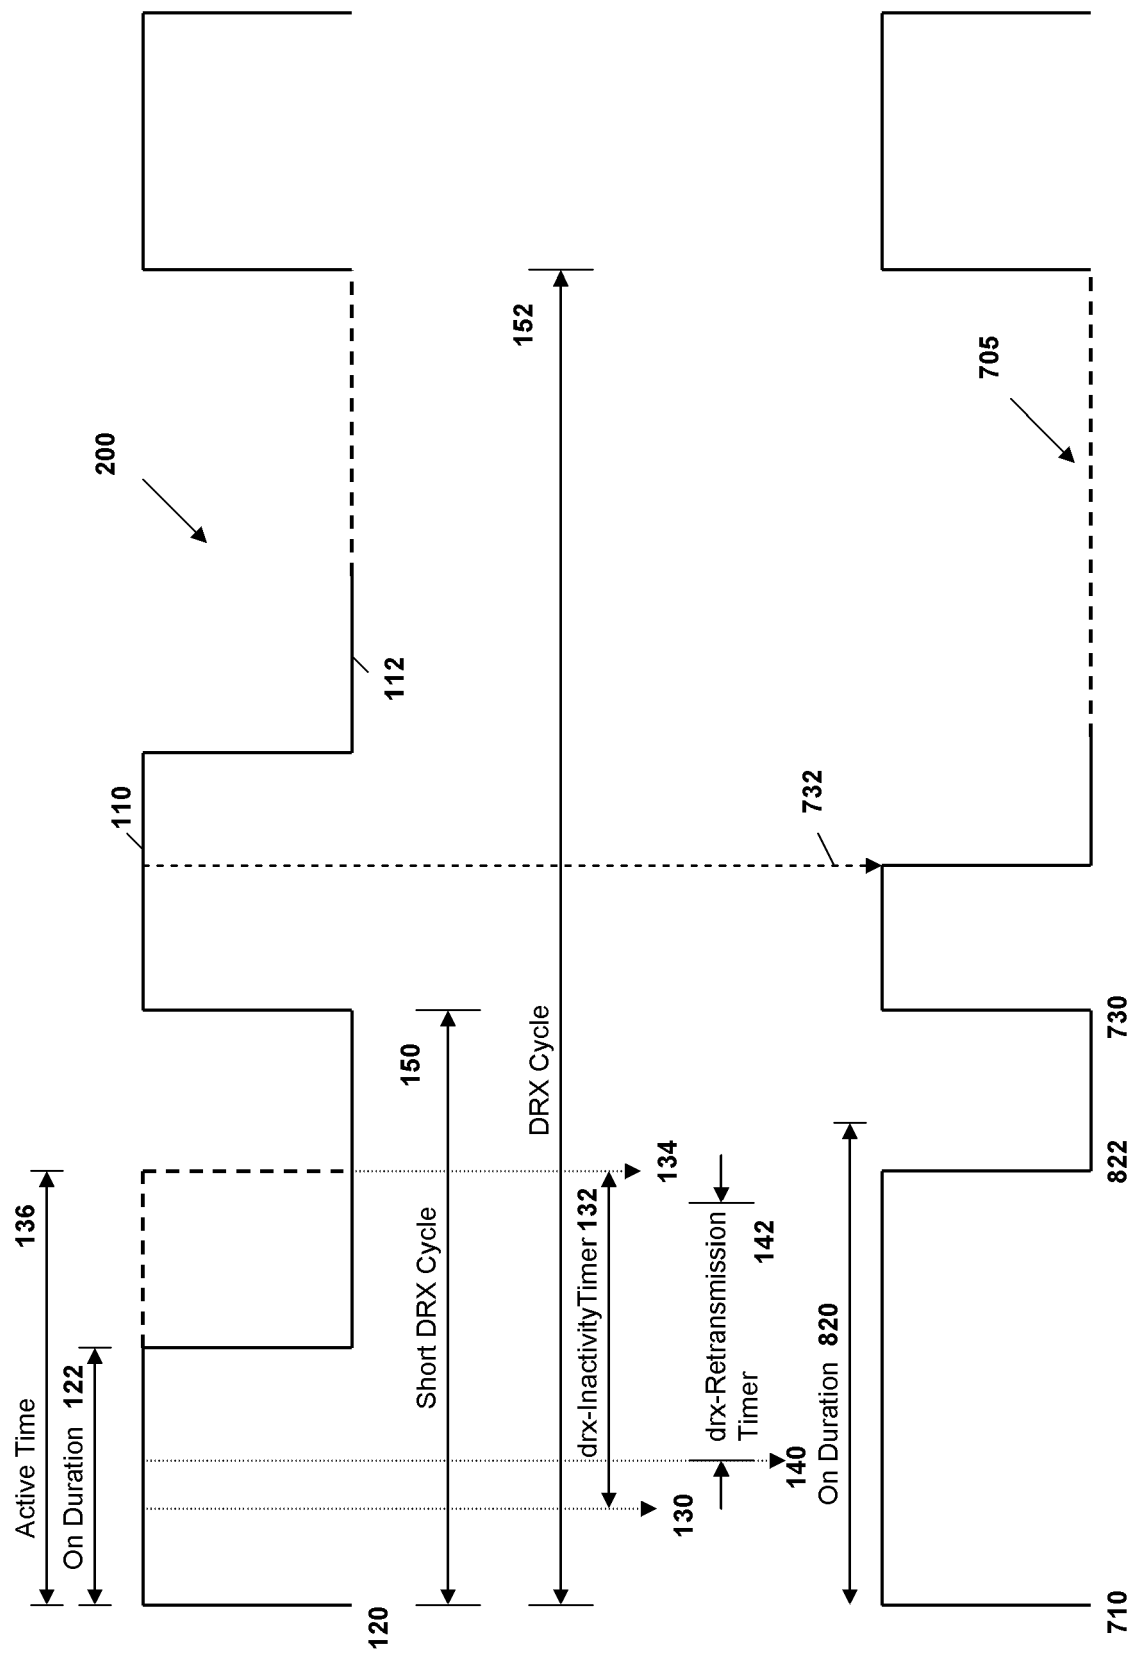 Active Time
136
On Duration 122
120
110
200
112
Short DRX Cycle
150
DRX Cycle
152
drx-InactivityTimer 132
130
134
drx-Retransmission
Timer
142
140
732
On Duration 820
705
710
822
730